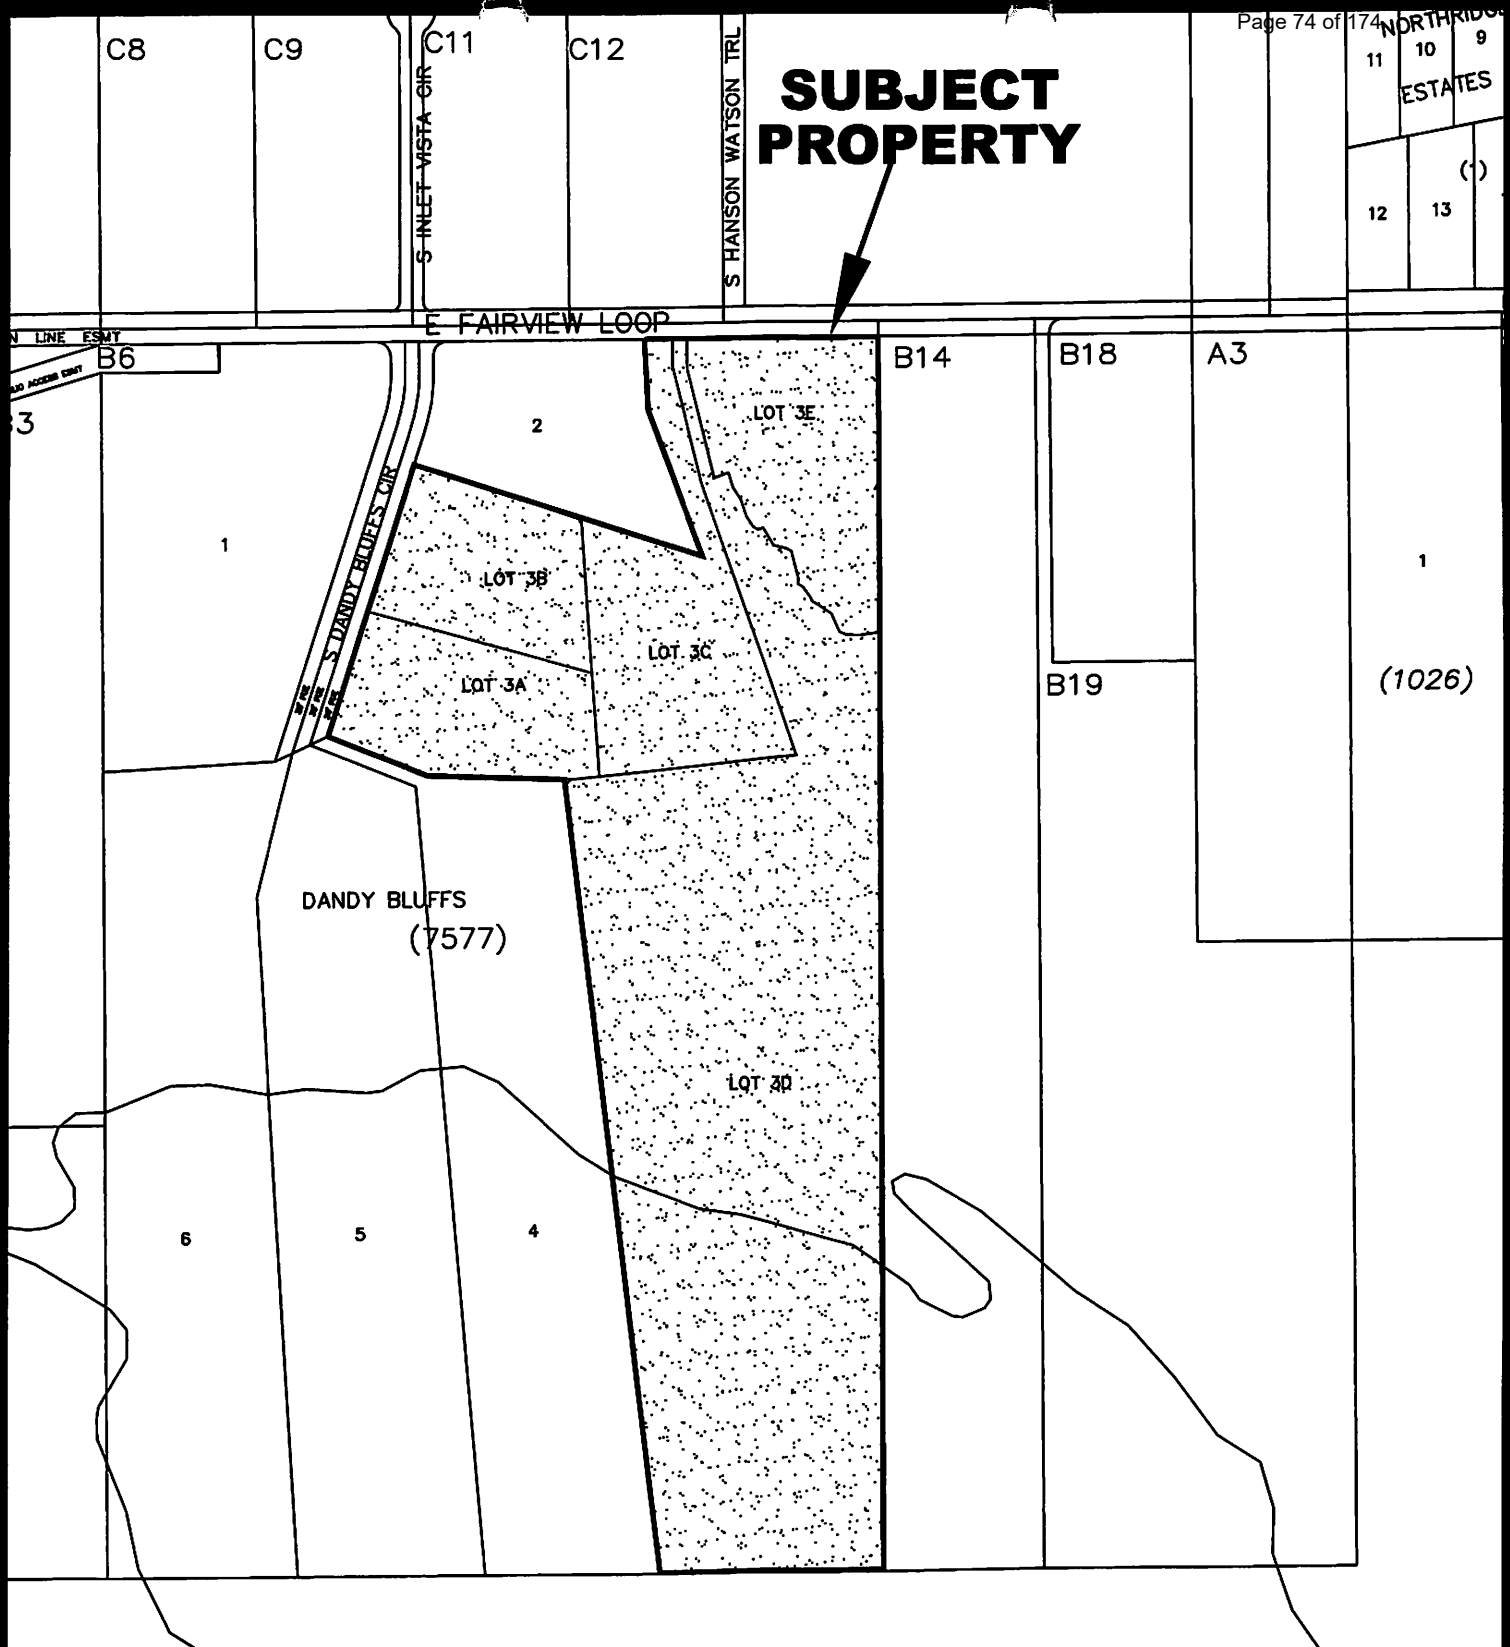 Page 74 of 174
NORTHRIDGE
C8
C9
C11
C12
11
10
9
ESTATES
S INLET VISTA CIR
S HANSON WATSON TRL
SUBJECT
PROPERTY
(1)
12
13
E FAIRVIEW LOOP
N LINE ESMT
B6
B14
B18
A3
LOT 3E
2
1
S DANDY BLUFFS CIR
1
LOT 3B
LOT 3C
LOT 3A
B19
(1026)
DANDY BLUFFS
(7577)
LOT 3D
6
5
4